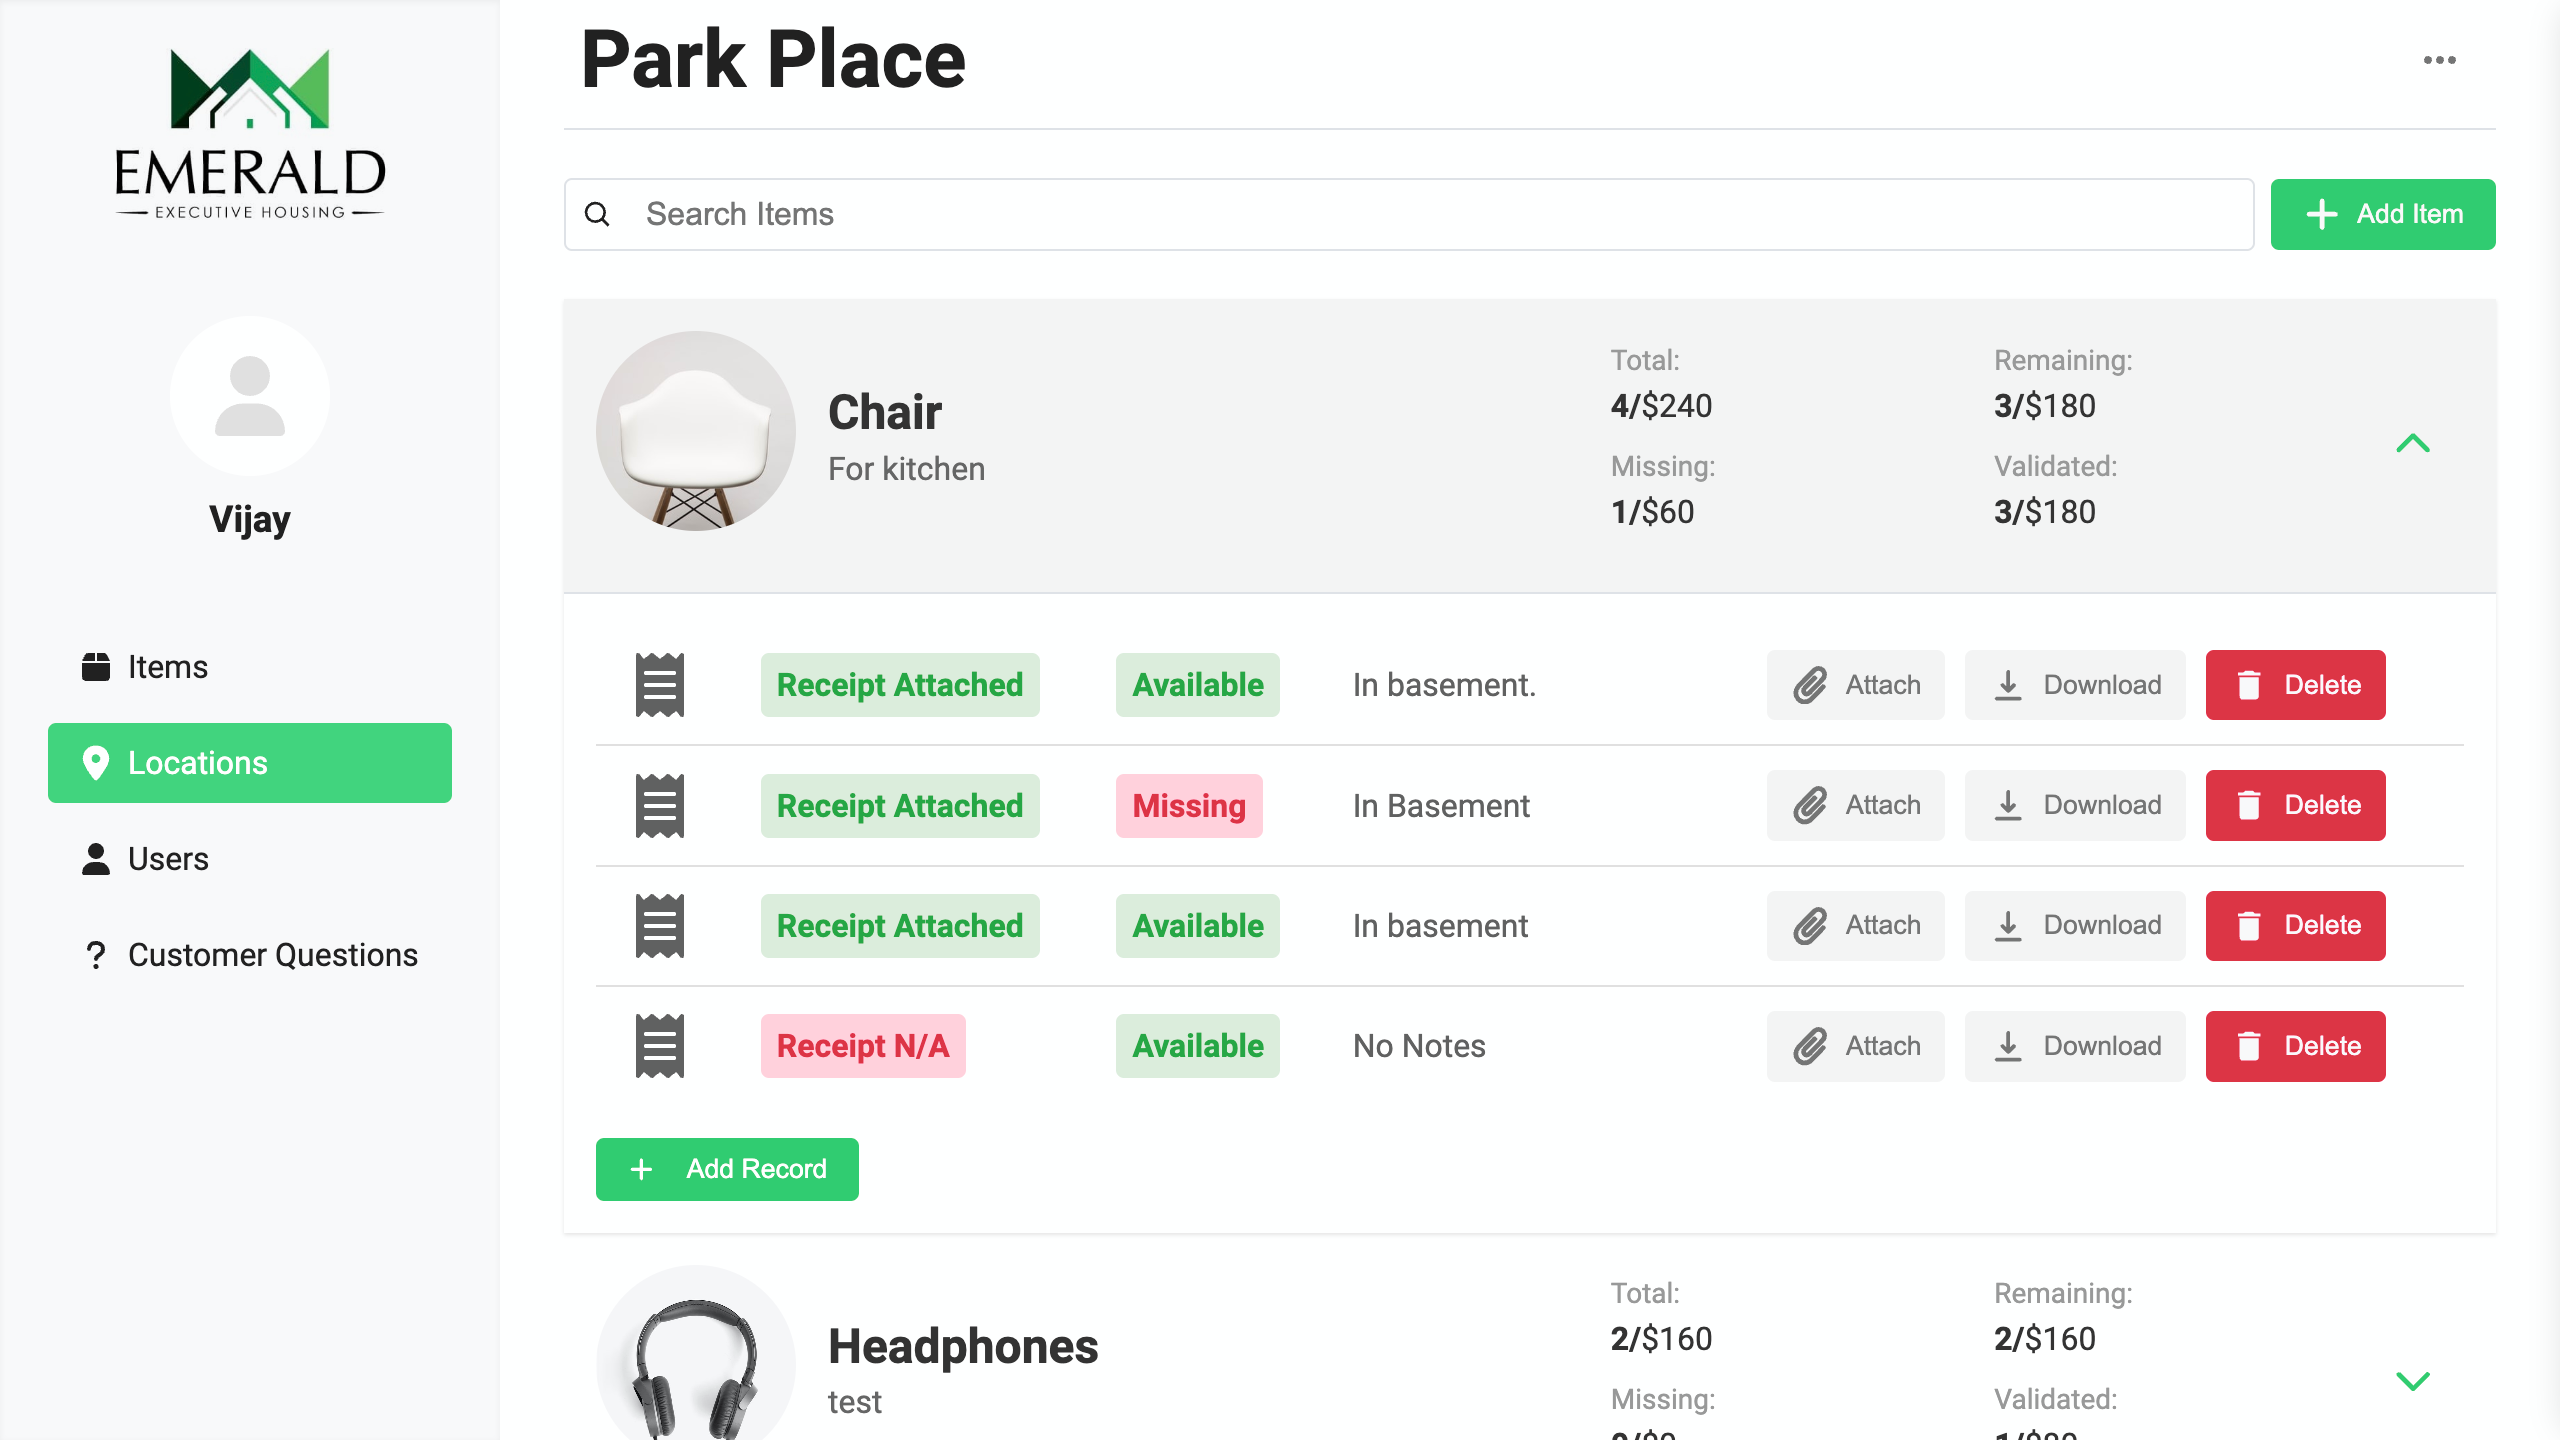 EMERALD
EXECUTIVE HOUSING
Vijay
Items
Locations
Users
? Customer Questions
Park Place
Search Items
Add Item
Chair
For kitchen
Total:
4/$240
Remaining:
3/$180
Missing:
1/$60
Validated:
3/$180
Receipt Attached Available In basement. Attach Download Delete
Receipt Attached Missing In Basement Attach Download Delete
Receipt Attached Available In basement Attach Download Delete
Receipt N/A Available No Notes Attach Download Delete
+ Add Record
Headphones
test
Total:
2/$160
Remaining:
2/$160
Missing:
Validated: